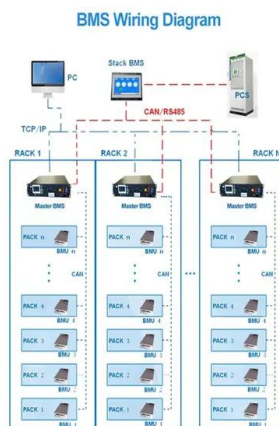 BMS Wiring Diagram
PC
Stack BMS
PCS
CAN/RS485
TCP/IP
RACK 1
RACK 2
RACK N
Master BMS
Master BMS
Master BMS
PACK n
PACK n
PACK n
BMU n
BMU n
BMU n
CAN
CAN
CAN
PACK 4
PACK 4
PACK 4
BMU 4
BMU 4
BMU 4
PACK 3
PACK 3
PACK 3
BMU 3
BMU 3
BMU 3
PACK 2
PACK 2
PACK 2
BMU 2
BMU 2
BMU 2
PACK 1
PACK 1
PACK 1
BMU 1
BMU 1
BMU 1